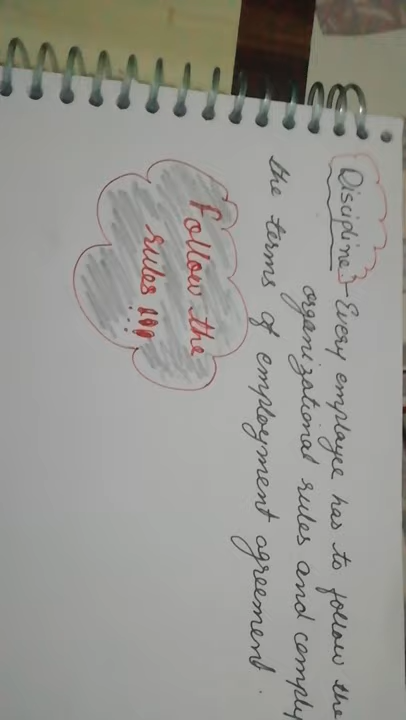 Discipline:- Every employee has to follow the
organizational rules and comply
the terms of employment agreement.
Follow the
rules !!!